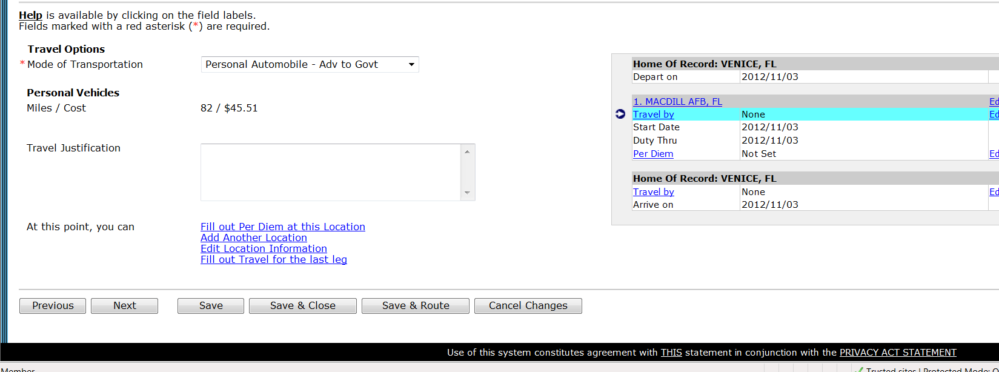 Help is available by clicking on the field labels.
Fields marked with a red asterisk (*) are required.
Travel Options
* Mode of Transportation Personal Automobile - Adv to Govt
Personal Vehicles
Miles / Cost 82 / $45.51
Travel Justification
At this point, you can Fill out Per Diem at this Location
Add Another Location
Edit Location Information
Fill out Travel for the last leg
Home Of Record: VENICE, FL
Depart on 2012/11/03
1. MACDILL AFB, FL Ed
Travel by None Ed
Start Date 2012/11/03
Duty Thru 2012/11/03
Per Diem Not Set Ed
Home Of Record: VENICE, FL
Travel by None Ed
Arrive on 2012/11/03
Previous Next Save Save & Close Save & Route Cancel Changes
Use of this system constitutes agreement with THIS statement in conjunction with the PRIVACY ACT STATEMENT
Member Trusted sites | Protected Mode: